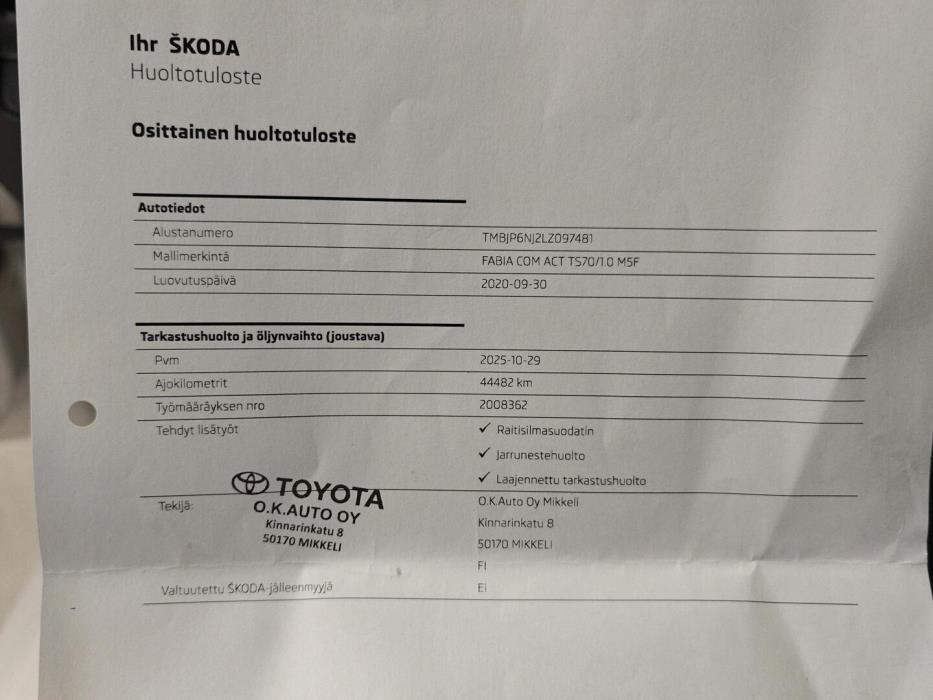 Ihr ŠKODA
Huoltotuloste
Osittainen huoltotuloste
Autotiedot
Alustanumero TMBJP6NJ2LZ097481
Mallimerkintä FABIA COM ACT TS70/1.0 M5F
Luovutuspäivä 2020-09-30
Tarkastushuolto ja öljynvaihto (joustava)
Pvm 2025-10-29
Ajokilometrit 44482 km
Työmääräyksen nro 2008362
Tehdyt lisätyöt ✓ Raitisilmasuodatin
✓ Jarrunestehuolto
✓ Laajennettu tarkastushuolto
Tekijä: O.K.Auto Oy Mikkeli
Kinnarinkatu 8
50170 MIKKELI
FI
TOYOTA
O.K.AUTO OY
Kinnarinkatu 8
50170 MIKKELI
Valtuutettu ŠKODA-jälleenmyyjä Ei